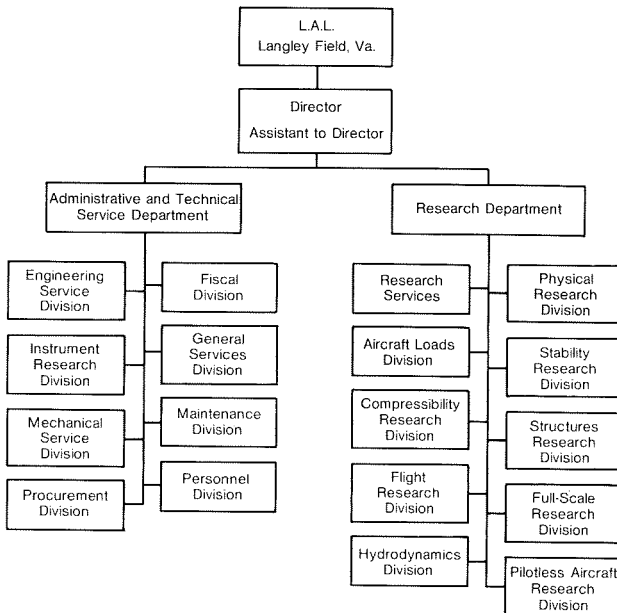 L.A.L.
Langley Field, Va.
Director
Assistant to Director
Administrative and Technical
Service Department
Research Department
Engineering
Service
Division
Fiscal
Division
Instrument
Research
Division
General
Services
Division
Mechanical
Service
Division
Maintenance
Division
Procurement
Division
Personnel
Division
Research
Services
Physical
Research
Division
Aircraft Loads
Division
Stability
Research
Division
Compressibility
Research
Division
Structures
Research
Division
Flight
Research
Division
Full-Scale
Research
Division
Hydrodynamics
Division
Pilotless Aircraft
Research
Division